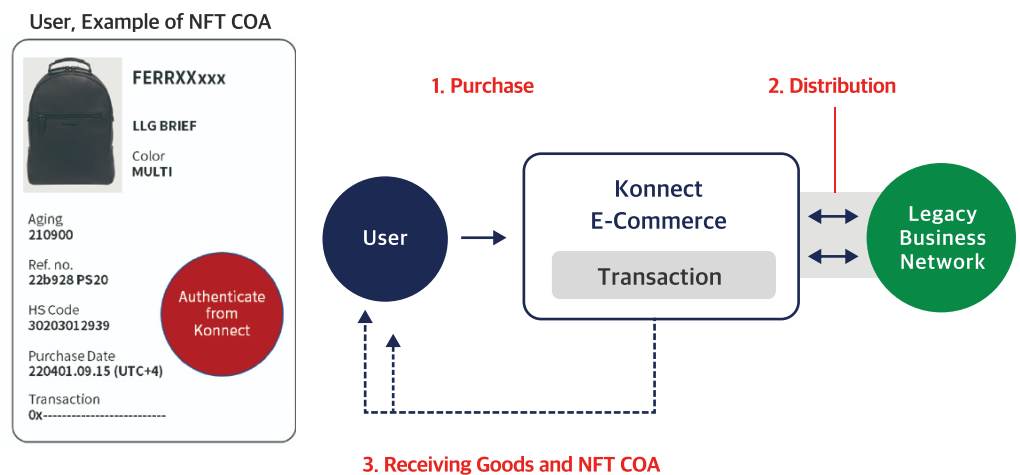 User, Example of NFT COA
FERRXXxxx
LLG BRIEF
Color
MULTI
Aging
210900
Ref. no.
22b928 PS20
HS Code
30203012939
Purchase Date
220401.09.15 (UTC+4)
Transaction
0x---------------------------
Authenticate
from
Konnect
1. Purchase
2. Distribution
User
Konnect
E-Commerce
Transaction
Legacy
Business
Network
3. Receiving Goods and NFT COA